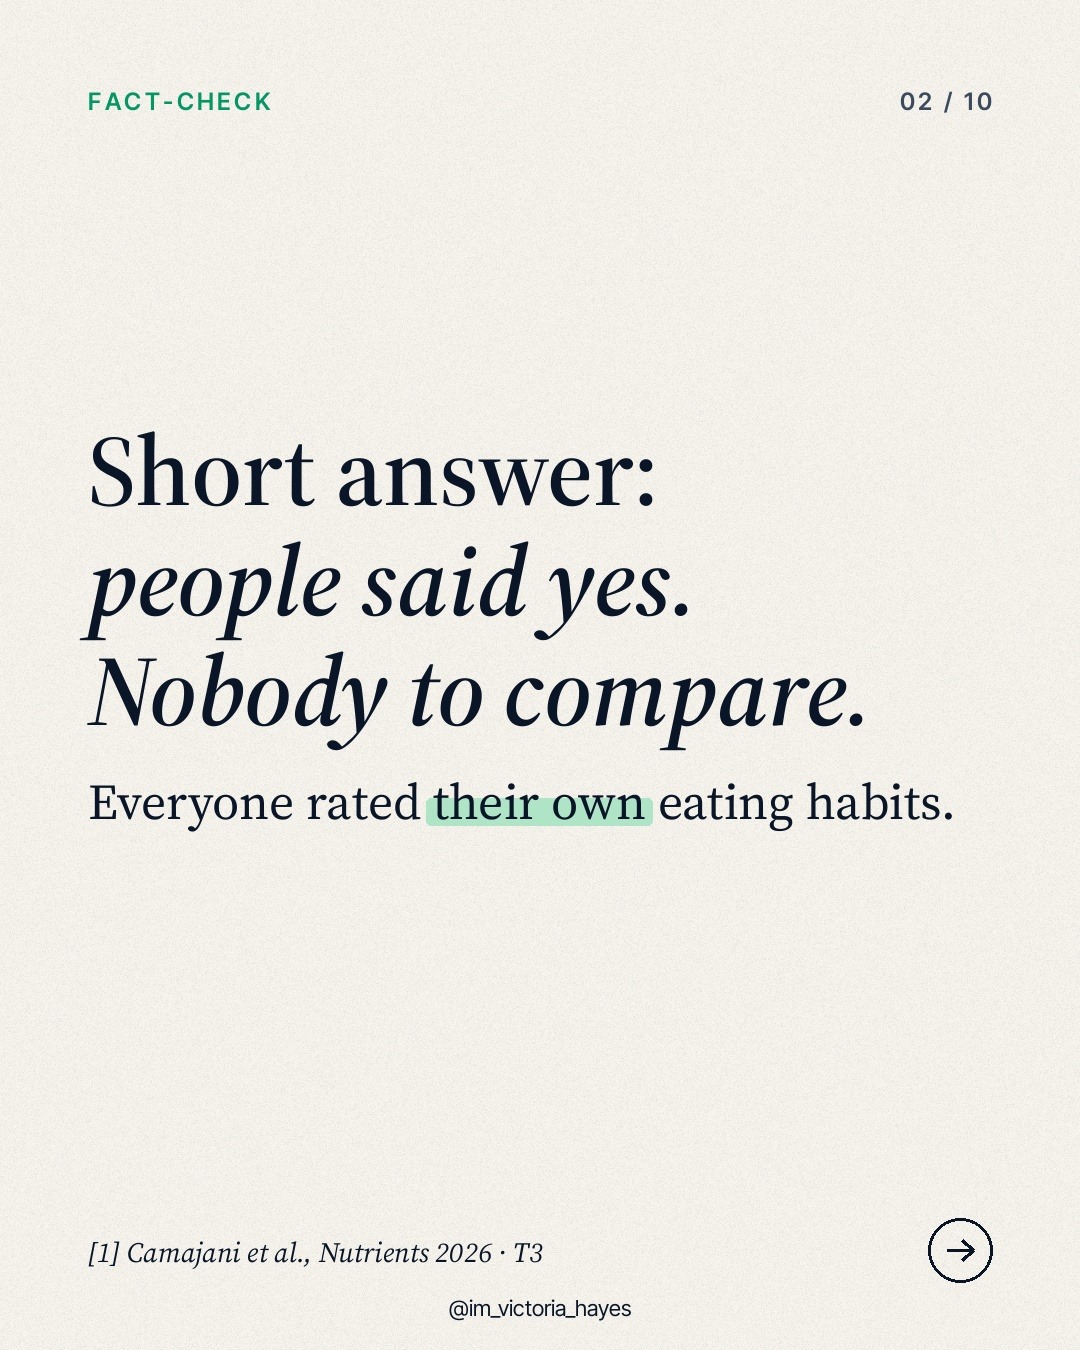 FACT-CHECK
02 / 10
Short answer:
people said yes.
Nobody to compare.
Everyone rated their own eating habits.
[1] Camajani et al., Nutrients 2026 · T3
@im_victoria_hayes